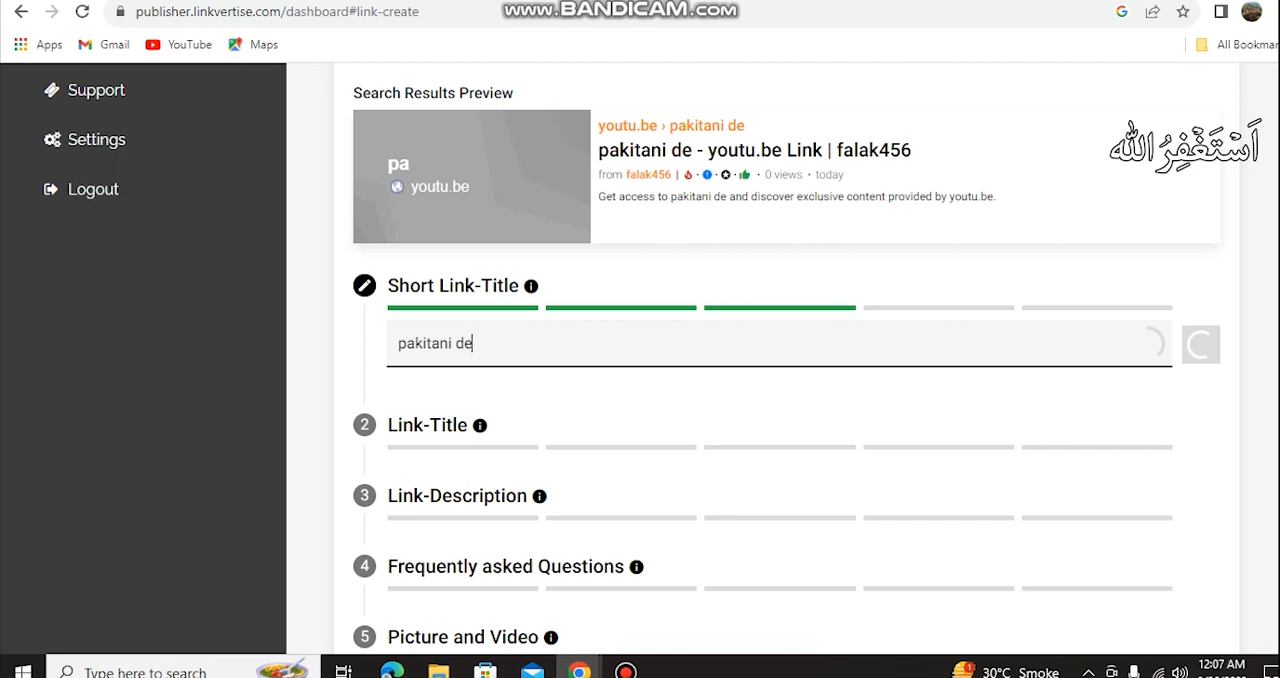 WWW.BANDICAM.COM
publisher.linkvertise.com/dashboard#link-create
Apps Gmail YouTube Maps All Bookmar
Support
Settings
Logout
Search Results Preview
pa
youtu.be
youtu.be › pakitani de
pakitani de - youtu.be Link | falak456
from falak456 | · 0 views · today
Get access to pakitani de and discover exclusive content provided by youtu.be.
أَسْتَغْفِرُ اللّٰه
Short Link-Title
pakitani de
2 Link-Title
3 Link-Description
4 Frequently asked Questions
5 Picture and Video
Type here to search
30°C Smoke
12:07 AM